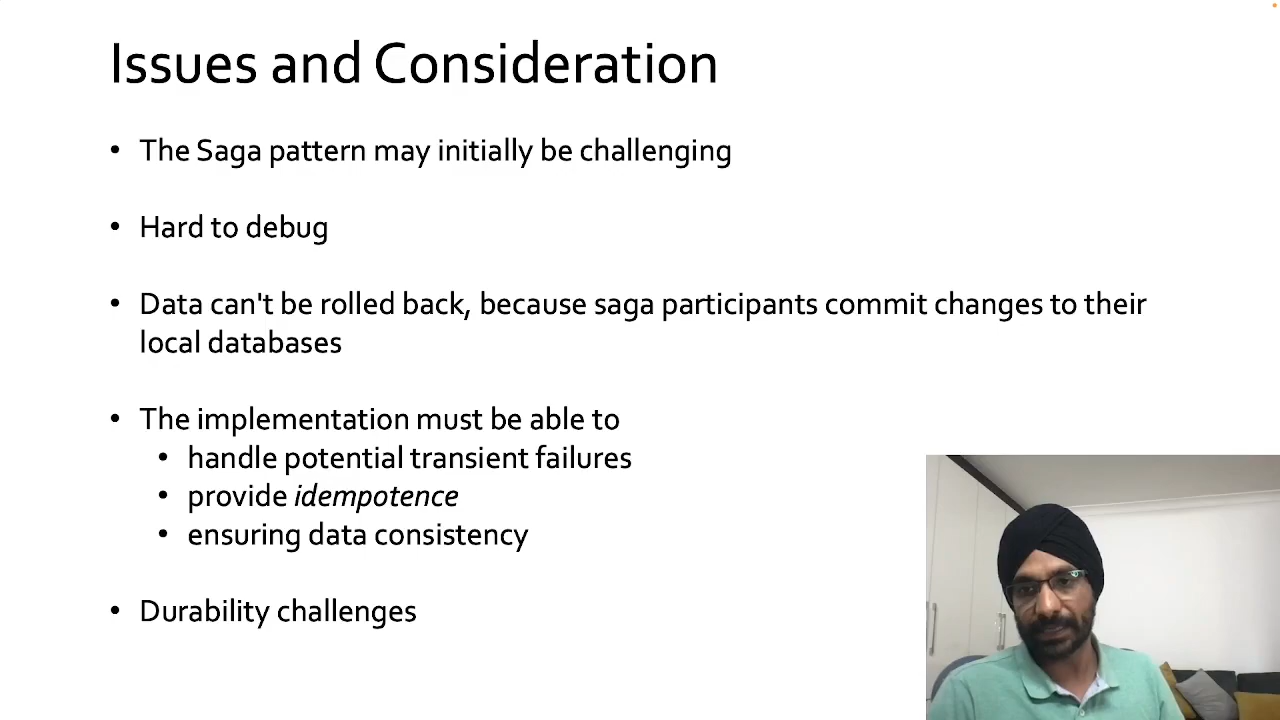 Issues and Consideration
• The Saga pattern may initially be challenging
• Hard to debug
• Data can't be rolled back, because saga participants commit changes to their
local databases
• The implementation must be able to
• handle potential transient failures
• provide idempotence
• ensuring data consistency
• Durability challenges